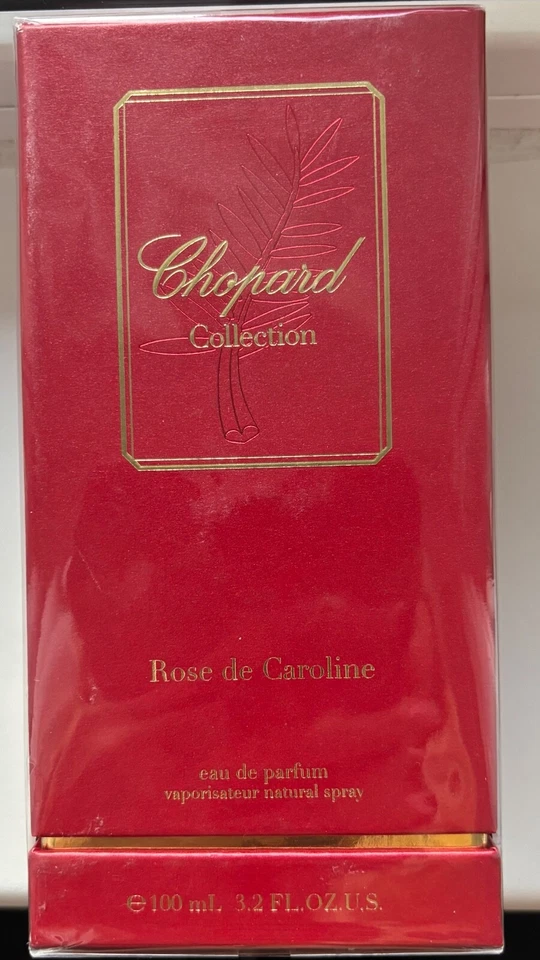 Chopard
Collection
Rose de Caroline
eau de parfum
vaporisateur natural spray
℮100 mL 3.2 FL.OZ.U.S.